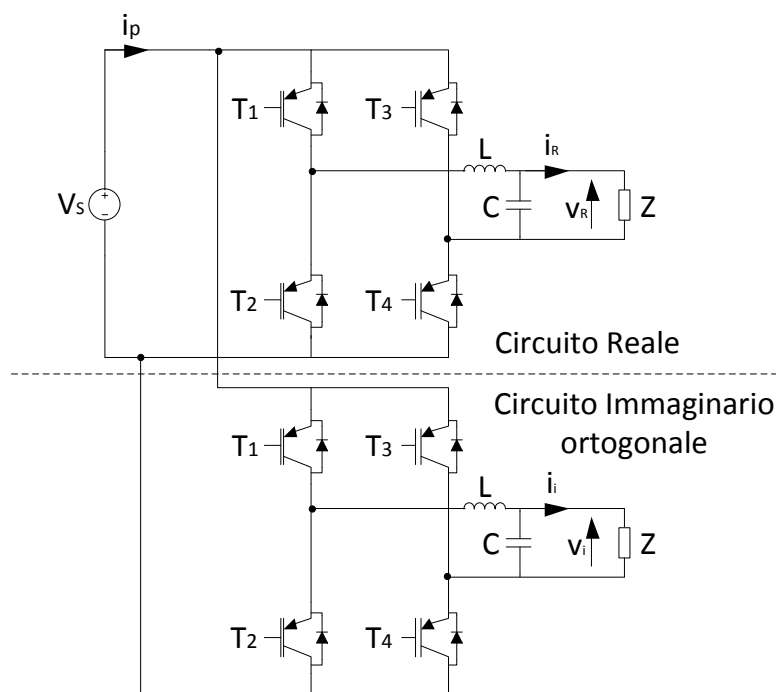 ip
T1
T3
L
iR
VS
+
−
C
vR
Z
T2
T4
Circuito Reale
Circuito Immaginario
ortogonale
T1
T3
L
ii
C
vi
Z
T2
T4